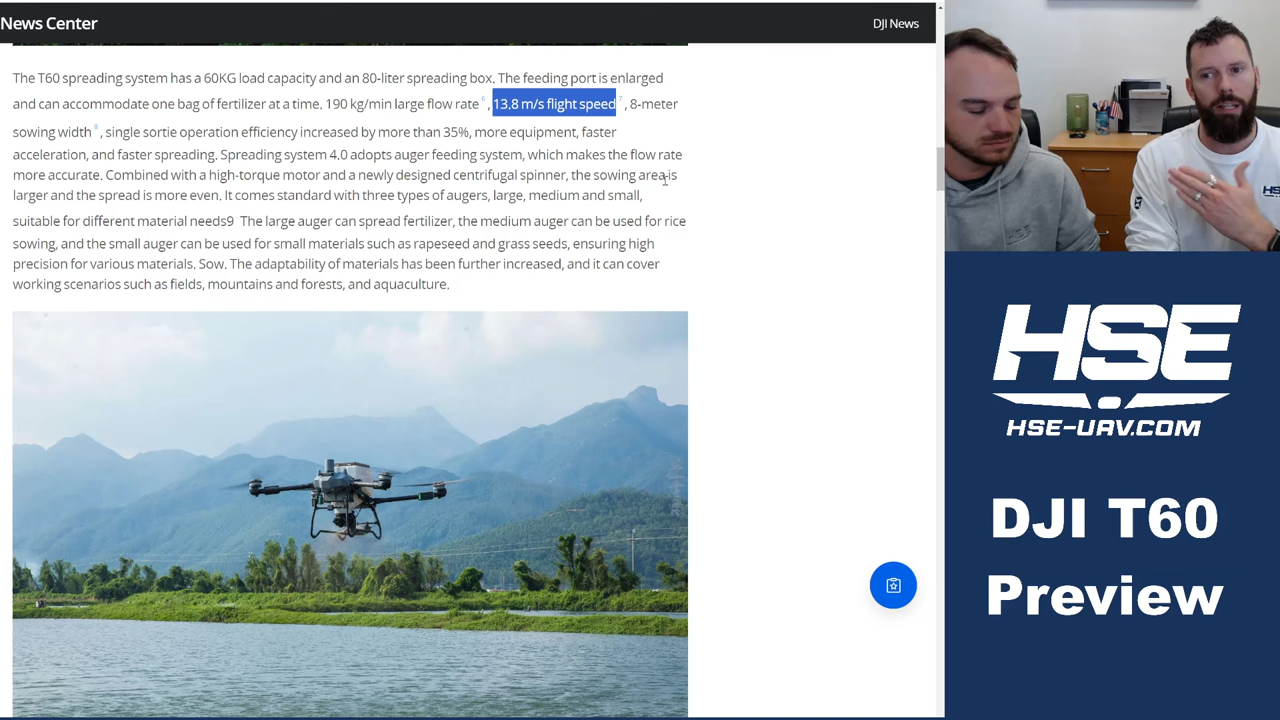 News Center
DJI News
The T60 spreading system has a 60KG load capacity and an 80-liter spreading box. The feeding port is enlarged
and can accommodate one bag of fertilizer at a time. 190 kg/min large flow rate 6 , 13.8 m/s flight speed 7 , 8-meter
sowing width 8 , single sortie operation efficiency increased by more than 35%, more equipment, faster
acceleration, and faster spreading. Spreading system 4.0 adopts auger feeding system, which makes the flow rate
more accurate. Combined with a high-torque motor and a newly designed centrifugal spinner, the sowing area is
larger and the spread is more even. It comes standard with three types of augers, large, medium and small,
suitable for different material needs9 The large auger can spread fertilizer, the medium auger can be used for rice
sowing, and the small auger can be used for small materials such as rapeseed and grass seeds, ensuring high
precision for various materials. Sow. The adaptability of materials has been further increased, and it can cover
working scenarios such as fields, mountains and forests, and aquaculture.
HSE
HSE-UAV.COM
DJI T60
Preview